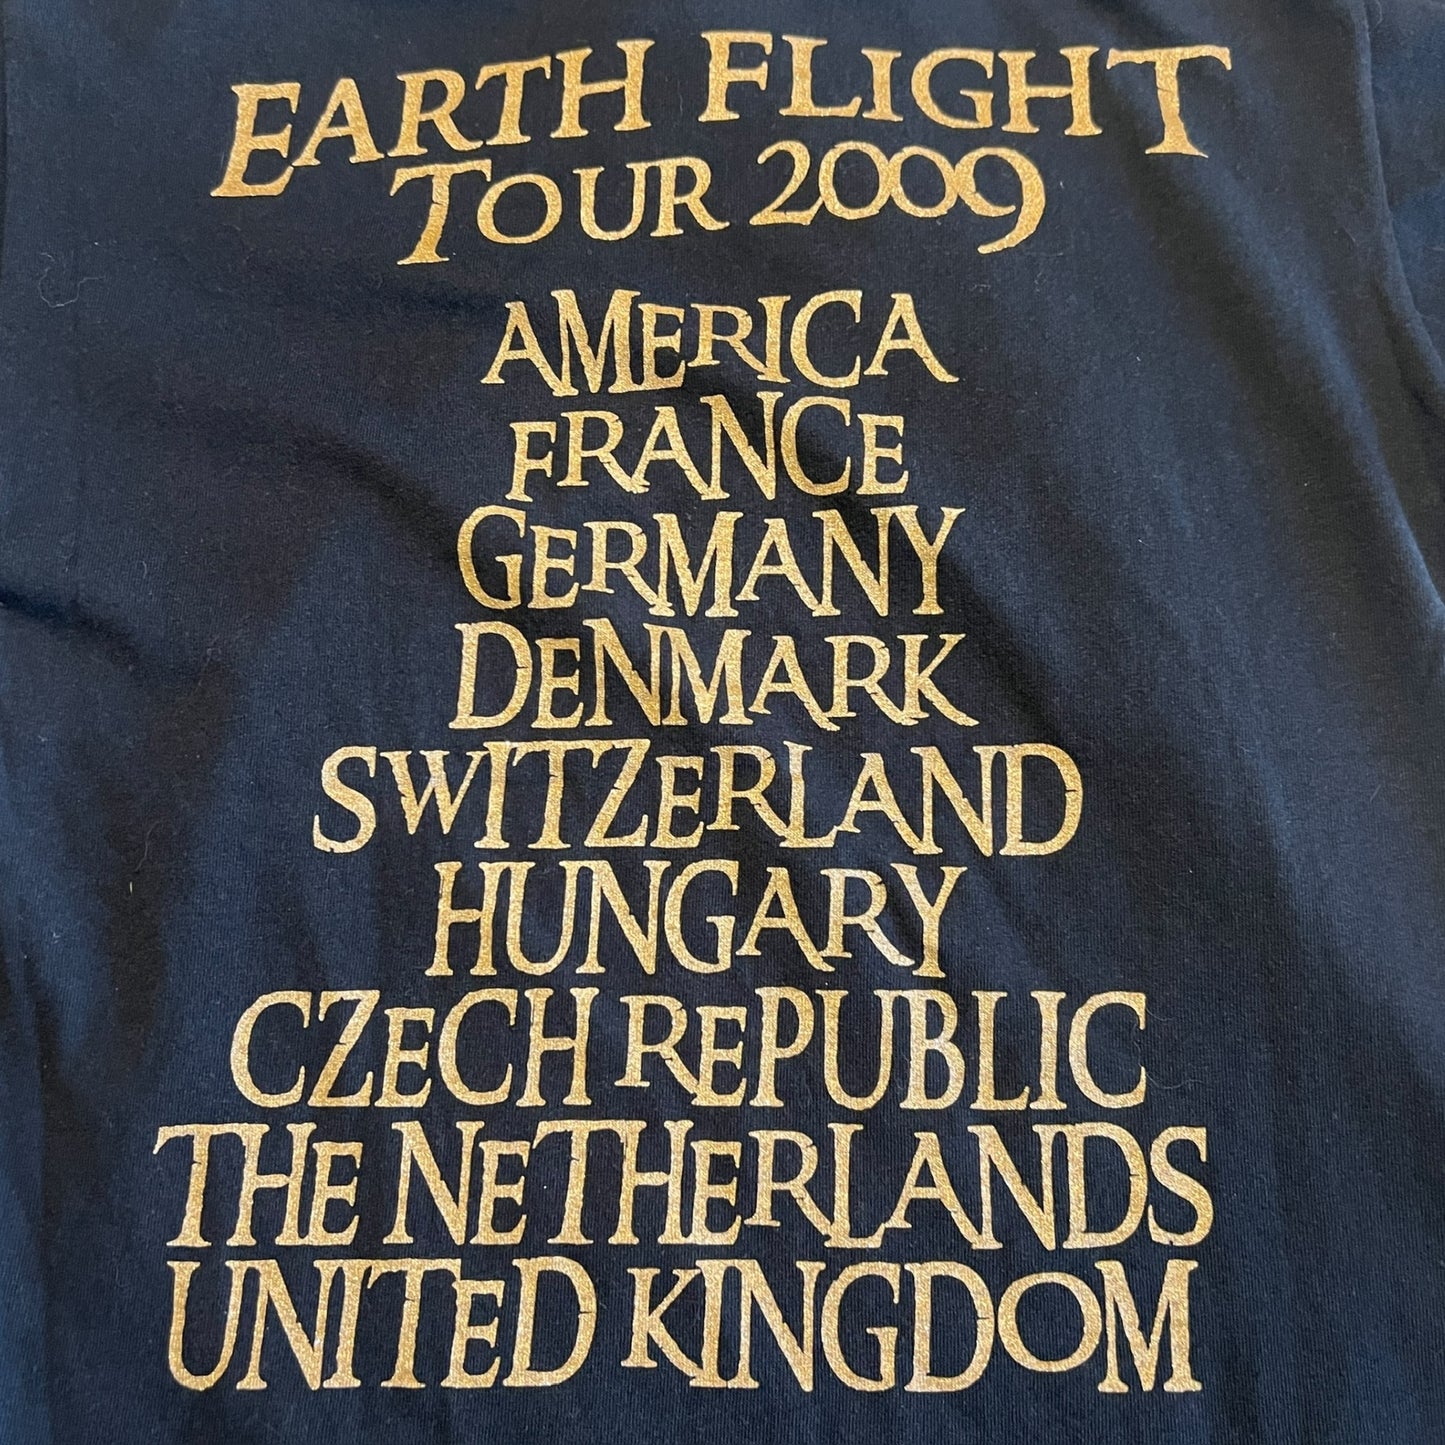 EARTH FLIGHT
TOUR 2009
AMERICA
FRANCE
GERMANY
DENMARK
SWITZERLAND
HUNGARY
CZECH REPUBLIC
THE NETHERLANDS
UNITED KINGDOM